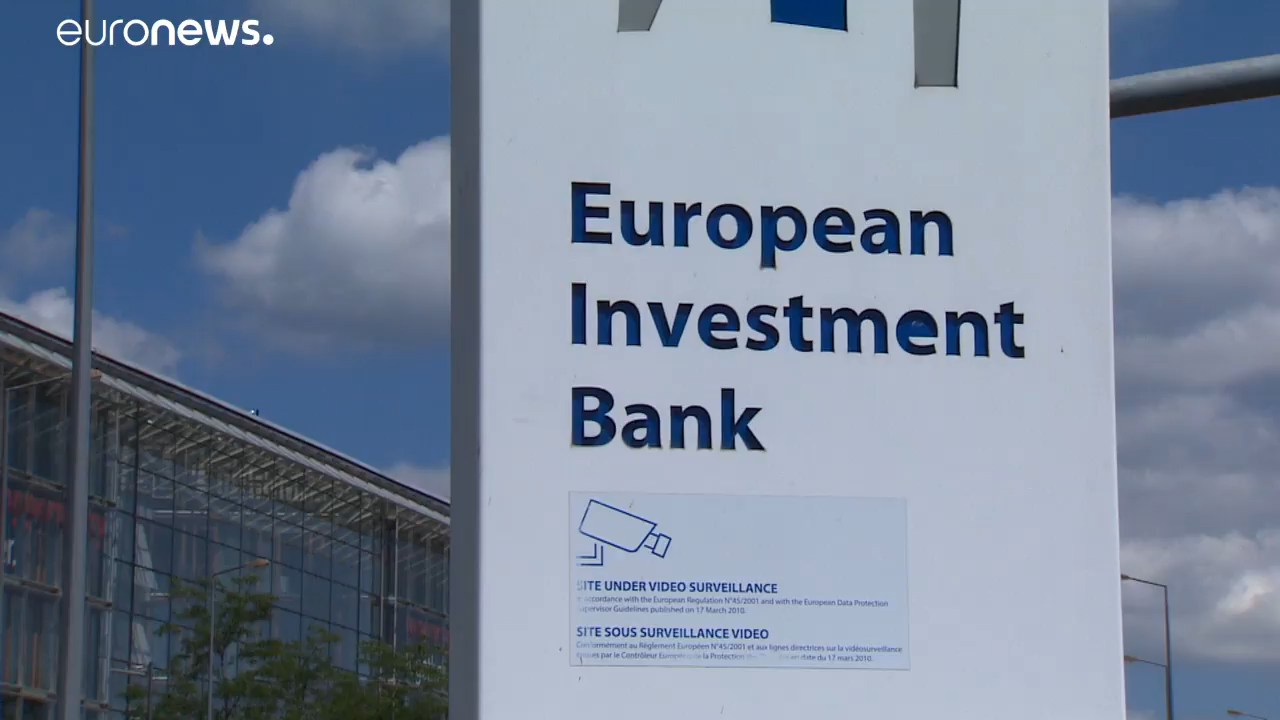 euronews.
European
Investment
Bank
SITE UNDER VIDEO SURVEILLANCE
accordance with the European Regulation N°45/2001 and with the European Data Protection
Supervisor Guidelines published on 17 March 2010.
SITE SOUS SURVEILLANCE VIDEO
Conformément au Règlement Européen N°45/2001 et aux lignes directrices sur la vidéosurveillance
par le Contrôleur Européen de la Protection date du 17 mars 2010.